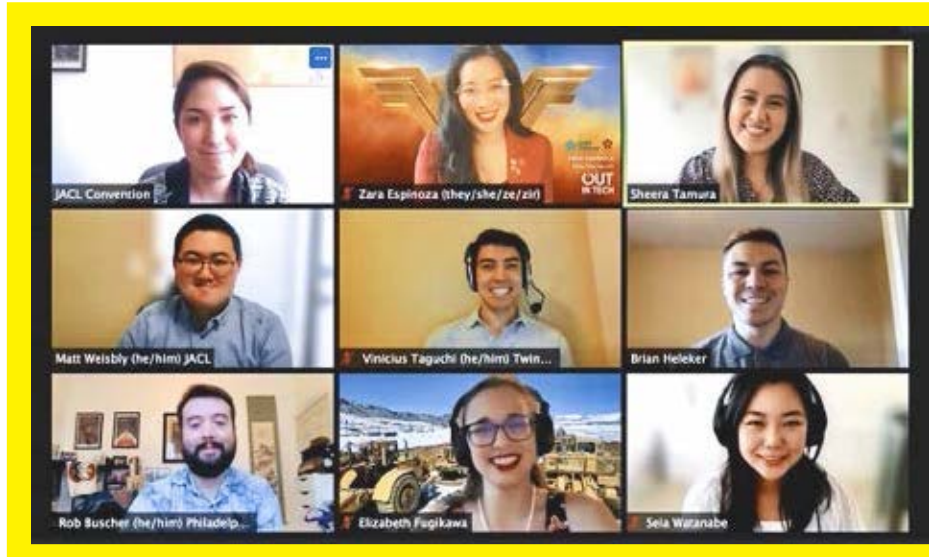 JACL Convention
Zara Espinoza (they/she/ze/zir)
OUT
IN TECH
Sheera Tamura
Matt Weisbly (he/him) JACL
Vinicius Taguchi (he/him) Twin...
Brian Heleker
Rob Buscher (he/him) Philadelp...
Elizabeth Fugikawa
Seia Watanabe